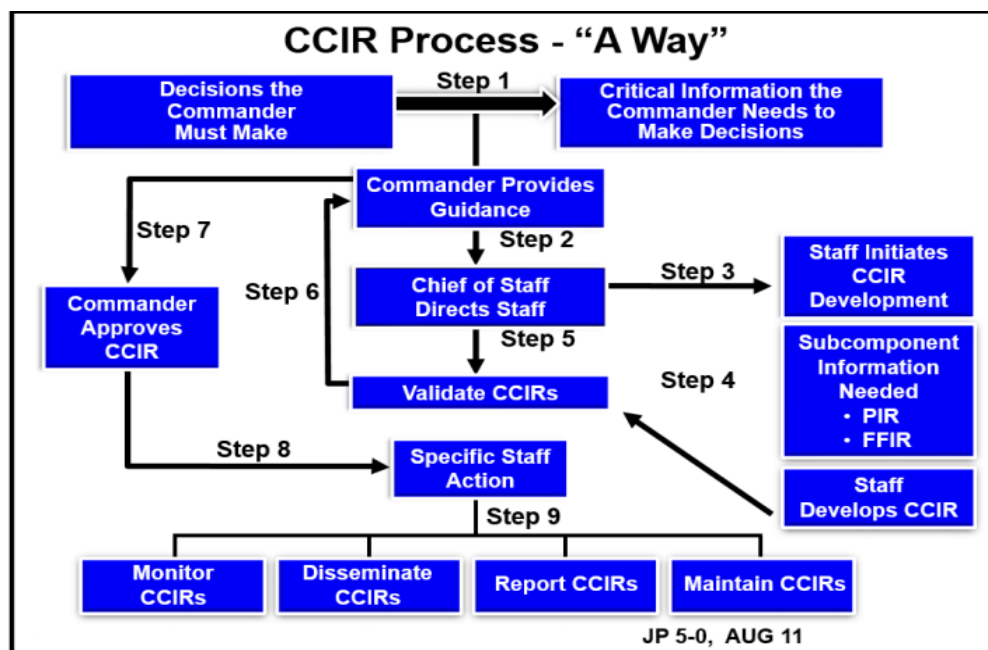 CCIR Process - “A Way”
Decisions the
Commander
Must Make
Step 1
Critical Information the
Commander Needs to
Make Decisions
Commander Provides
Guidance
Step 7
Step 2
Step 6
Chief of Staff
Directs Staff
Step 3
Staff Initiates
CCIR
Development
Commander
Approves
CCIR
Step 5
Step 4
Subcomponent
Information
Needed
• PIR
• FFIR
Validate CCIRs
Step 8
Specific Staff
Action
Staff
Develops CCIR
Step 9
Monitor
CCIRs
Disseminate
CCIRs
Report CCIRs
Maintain CCIRs
JP 5-0, AUG 11